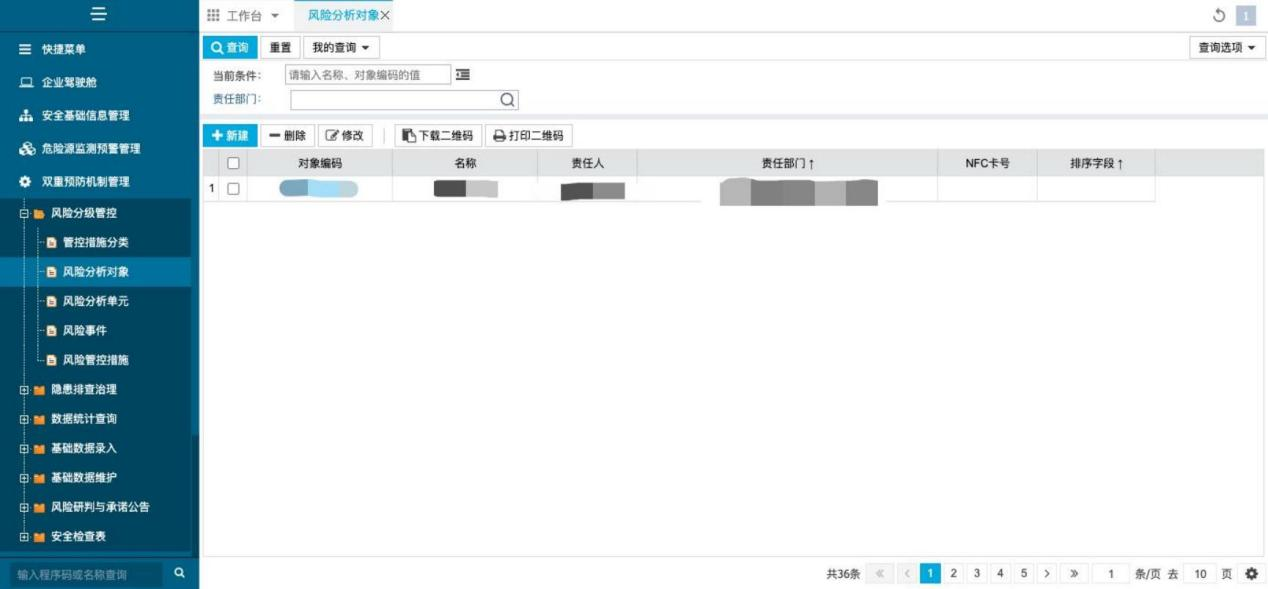 工作台
风险分析对象
1
快捷菜单
企业驾驶舱
安全基础信息管理
危险源监测预警管理
双重预防机制管理
风险分级管控
管控措施分类
风险分析对象
风险分析单元
风险事件
风险管控措施
隐患排查治理
数据统计查询
基础数据录入
基础数据维护
风险研判与承诺公告
安全检查表
输入程序码或名称查询
查询 重置 我的查询 查询选项
当前条件: 请输入名称、对象编码的值
责任部门:
新建 删除 修改 下载二维码 打印二维码
对象编码 名称 责任人 责任部门↑ NFC卡号 排序字段↑
1
共36条 « < 1 2 3 4 5 > » 1 条/页 去 10 页